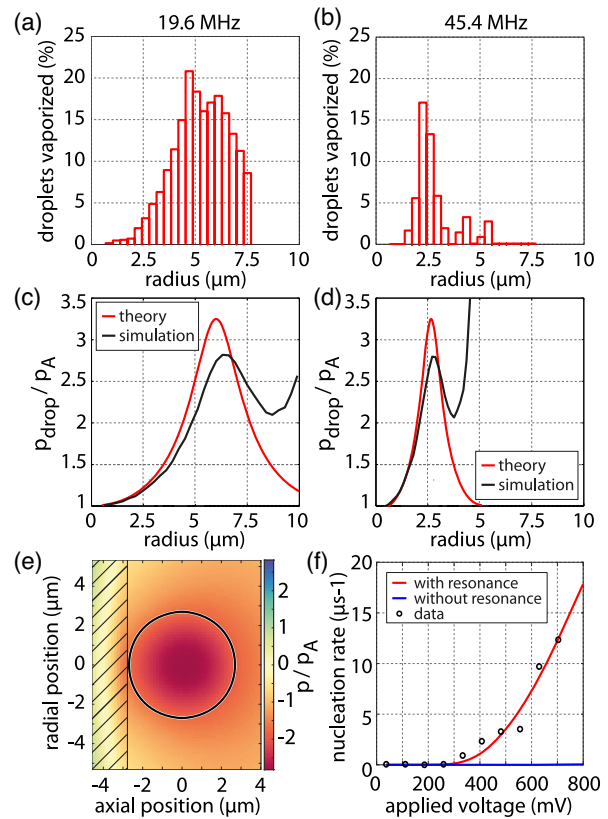 (a) 19.6 MHz
droplets vaporized (%)
25
20
15
10
5
0
0 2.5 5 7.5 10
radius (μm)
(b) 45.4 MHz
droplets vaporized (%)
25
20
15
10
5
0
0 2.5 5 7.5 10
radius (μm)
(c)
p_drop / p_A
3.5
3
2.5
2
1.5
1
theory
simulation
0 2.5 5 7.5 10
radius (μm)
(d)
p_drop / p_A
3.5
3
2.5
2
1.5
1
theory
simulation
0 2.5 5 7.5 10
radius (μm)
(e)
radial position (μm)
4
2
0
-2
-4
-4 -2 0 2 4
axial position (μm)
2
1
0
-1
-2
p / p_A
(f)
nucleation rate (μs-1)
20
15
10
5
0
with resonance
without resonance
data
0 200 400 600 800
applied voltage (mV)